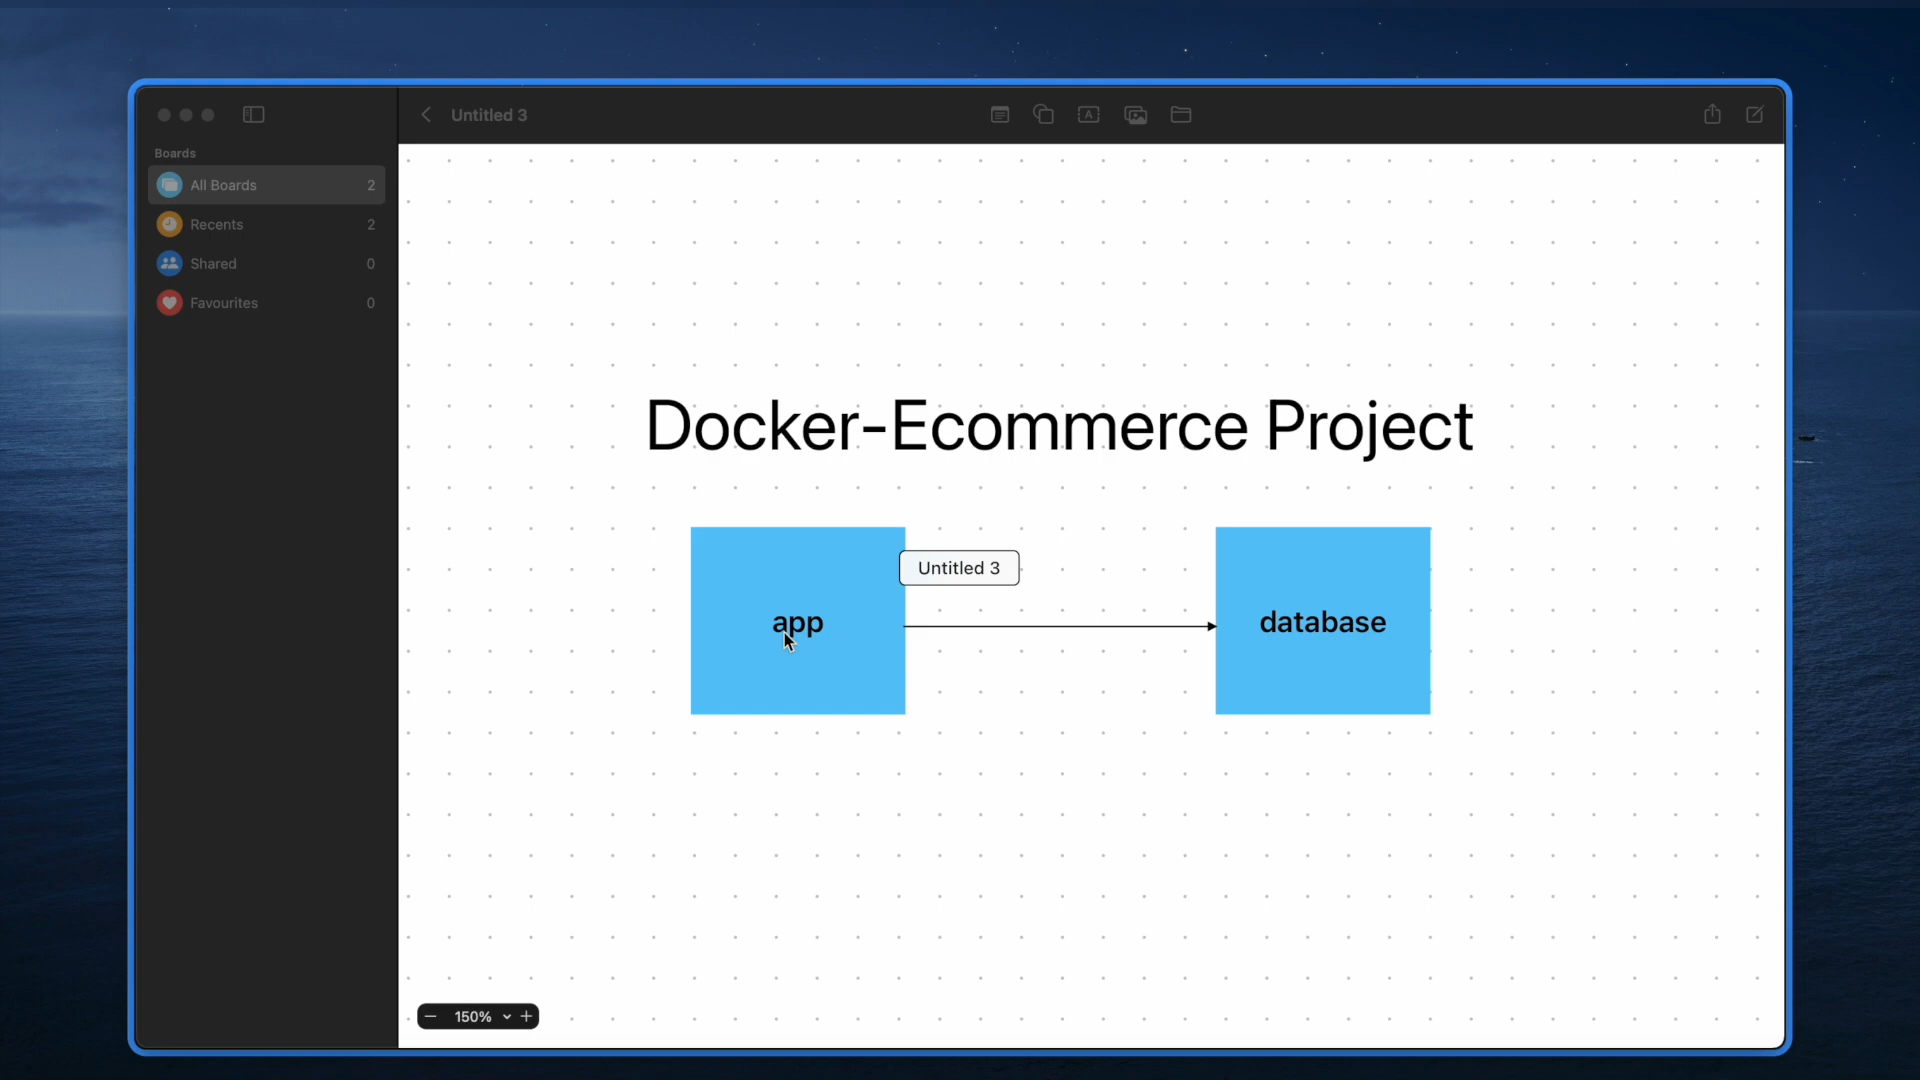 Untitled 3
Boards
All Boards 2
Recents 2
Shared 0
Favourites 0
Docker-Ecommerce Project
Untitled 3
app
database
150%